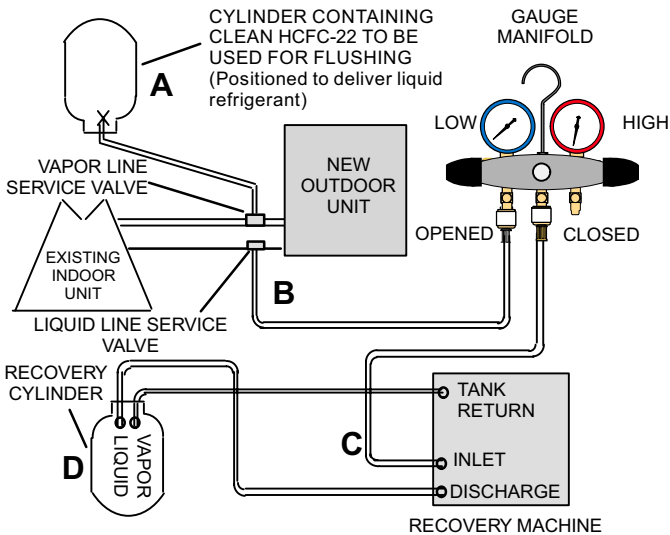 CYLINDER CONTAINING
CLEAN HCFC-22 TO BE
USED FOR FLUSHING
(Positioned to deliver liquid
refrigerant)
A
GAUGE
MANIFOLD
LOW
HIGH
VAPOR LINE
SERVICE VALVE
NEW
OUTDOOR
UNIT
OPENED
CLOSED
EXISTING
INDOOR
UNIT
B
LIQUID LINE SERVICE
VALVE
RECOVERY
CYLINDER
TANK
RETURN
C
D
LIQUID
VAPOR
INLET
DISCHARGE
RECOVERY MACHINE